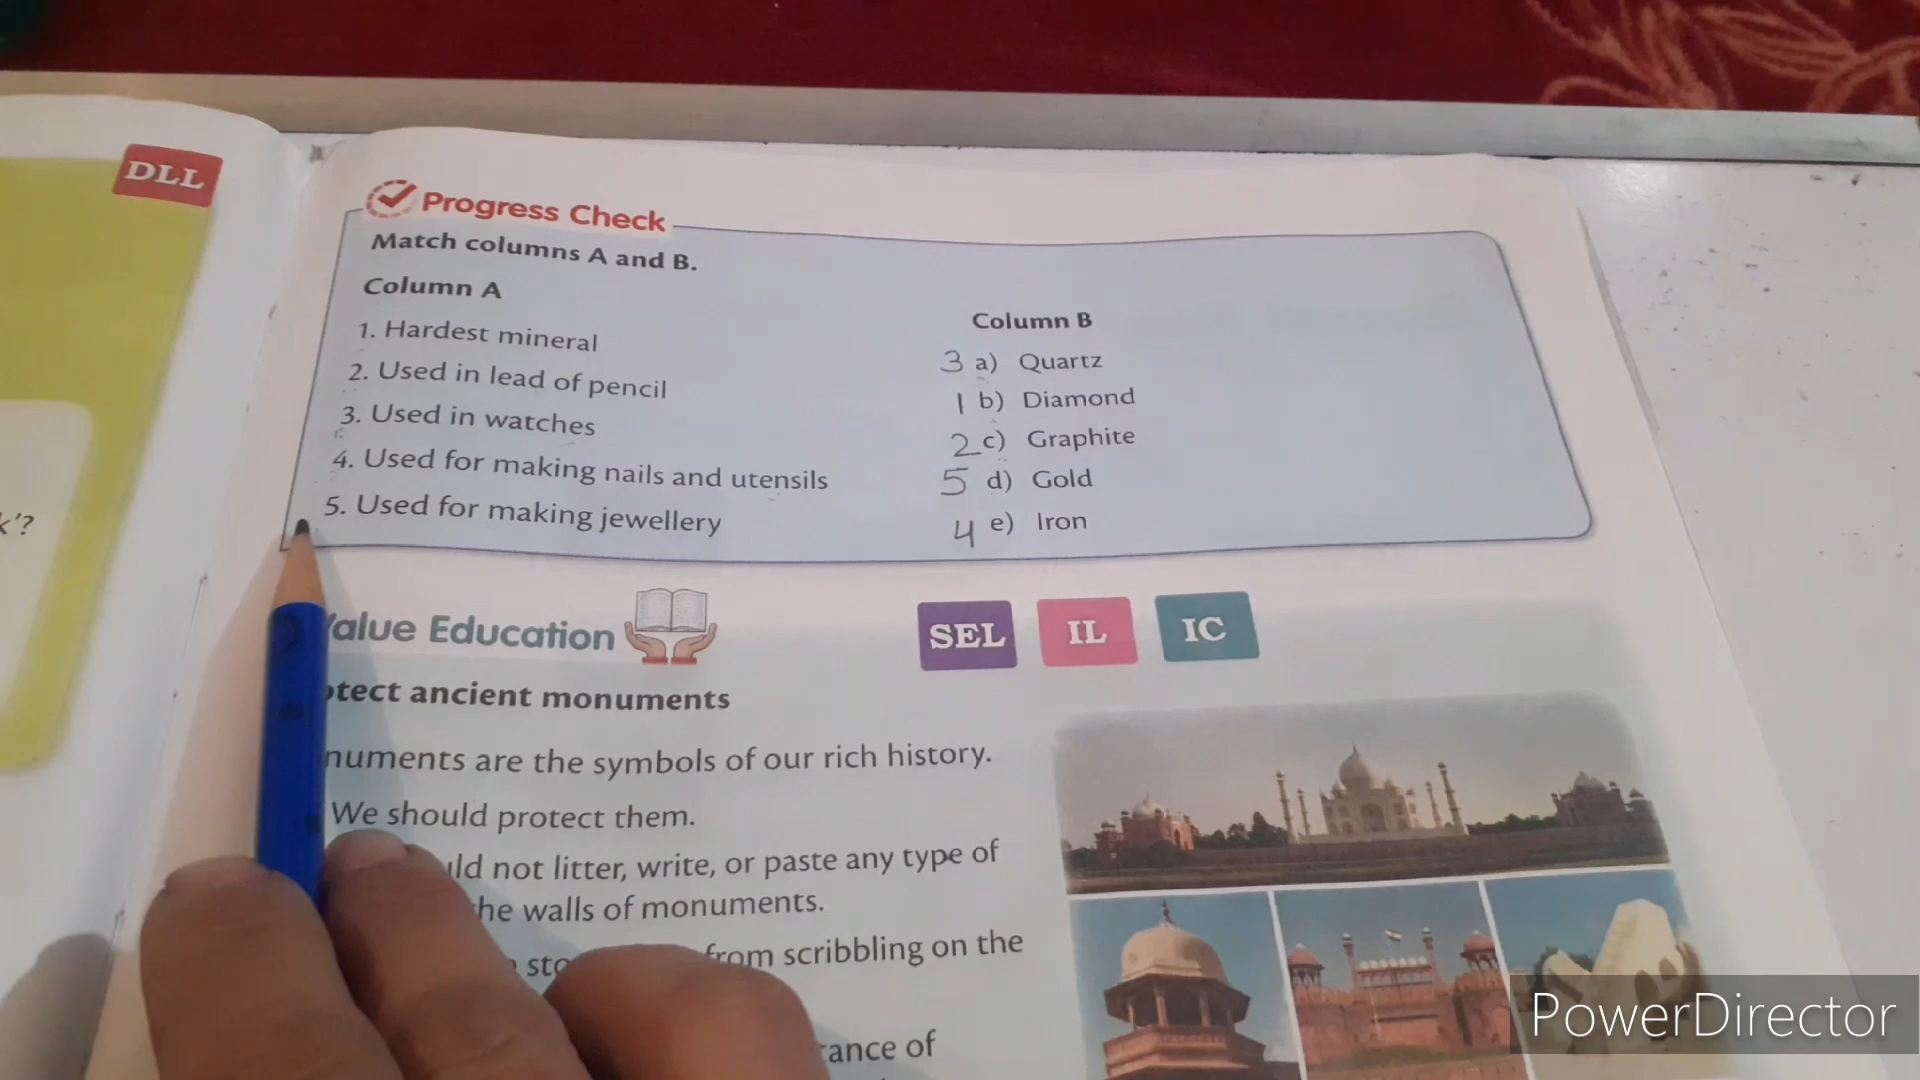 DLL
Progress Check
Match columns A and B.
Column A
Column B
1. Hardest mineral
3 a) Quartz
2. Used in lead of pencil
1 b) Diamond
3. Used in watches
2 c) Graphite
4. Used for making nails and utensils
5 d) Gold
5. Used for making jewellery
4 e) Iron
k'?
alue Education
SEL IL IC
otect ancient monuments
numents are the symbols of our rich history.
We should protect them.
uld not litter, write, or paste any type of
he walls of monuments.
sto from scribbling on the
ance of
PowerDirector